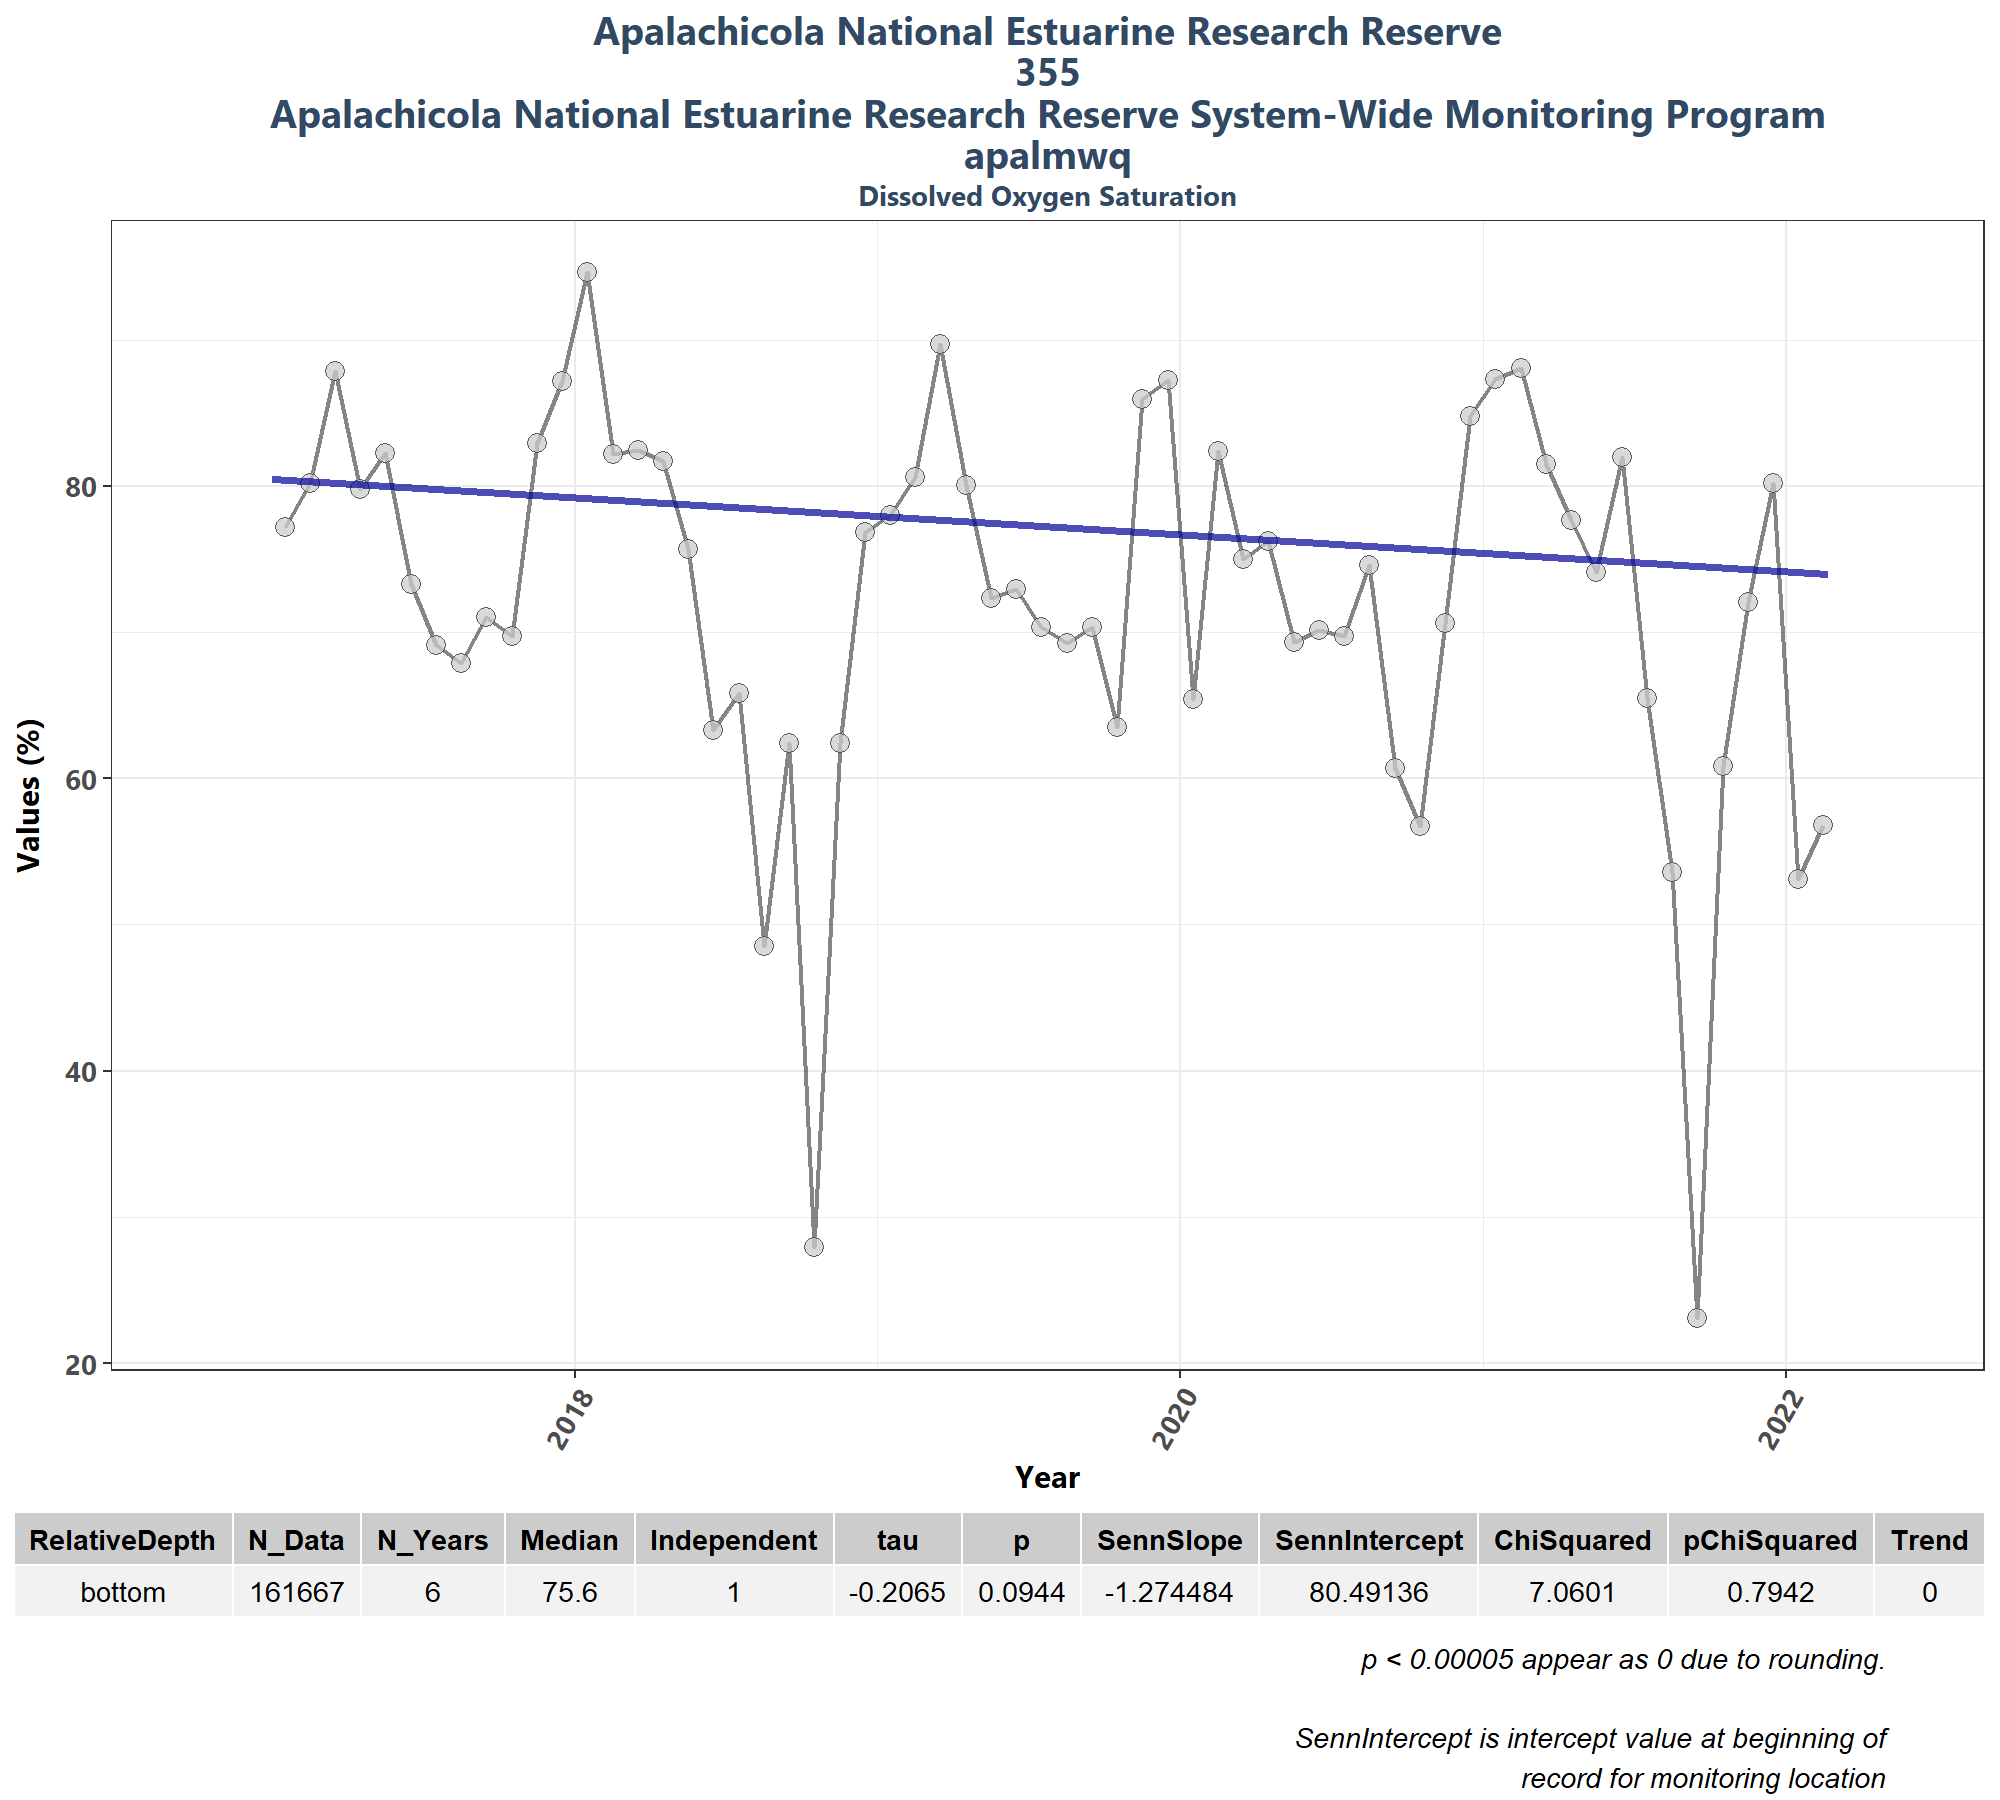 Apalachicola National Estuarine Research Reserve
355
Apalachicola National Estuarine Research Reserve System-Wide Monitoring Program
apalmwq
Dissolved Oxygen Saturation
Values (%)
80
60
40
20
2018
2020
2022
Year
RelativeDepth N_Data N_Years Median Independent tau p SennSlope SennIntercept ChiSquared pChiSquared Trend
bottom 161667 6 75.6 1 -0.2065 0.0944 -1.274484 80.49136 7.0601 0.7942 0
p < 0.00005 appear as 0 due to rounding.
SennIntercept is intercept value at beginning of
record for monitoring location